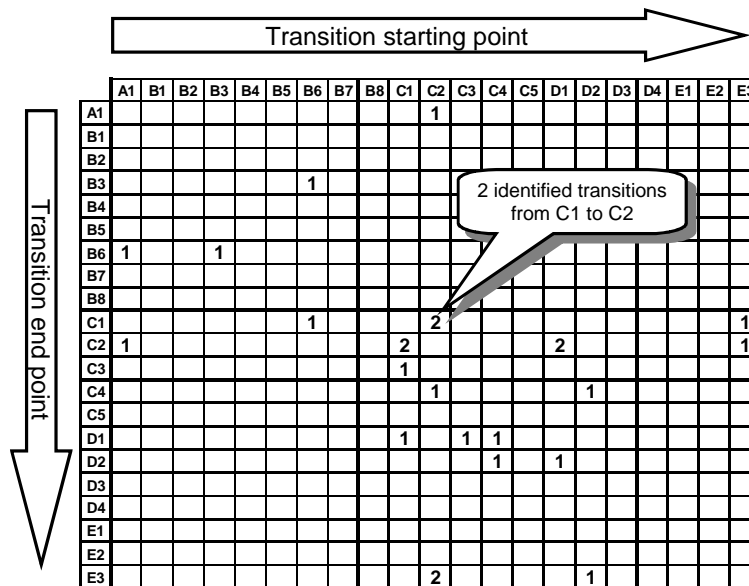 Transition starting point
A1 B1 B2 B3 B4 B5 B6 B7 B8 C1 C2 C3 C4 C5 D1 D2 D3 D4 E1 E2 E3
A1 1
B1
B2
B3 1
B4
B5
B6 1 1
B7
B8
C1 1 2 1
C2 1 2 2 1
C3 1
C4 1 1
C5
D1 1 1 1
D2 1 1
D3
D4
E1
E2
E3 2 1
2 identified transitions
from C1 to C2
Transition end point